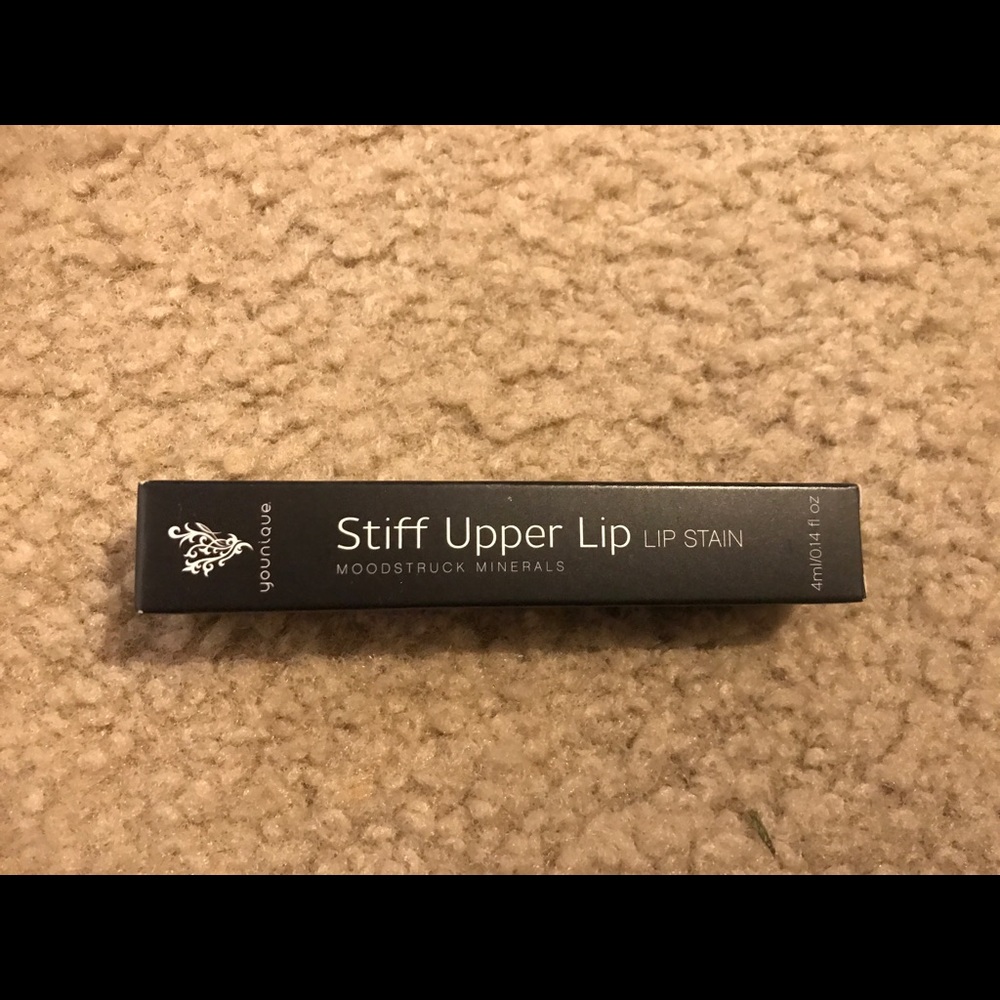 younique
Stiff Upper Lip LIP STAIN
MOODSTRUCK MINERALS
4ml/0.14 fl oz